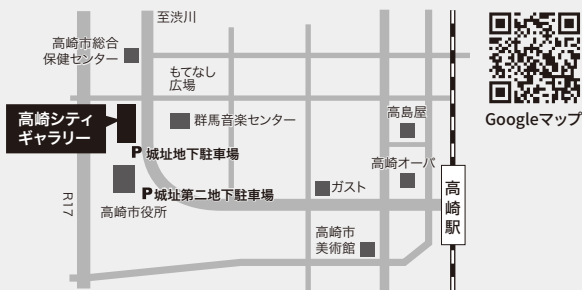 至渋川
高崎市総合
保健センター
もてなし
広場
高崎シティ
ギャラリー
群馬音楽センター
高島屋
Googleマップ
P 城址地下駐車場
高崎オーパ
P城址第二地下駐車場
ガスト
高崎駅
R17
高崎市役所
高崎市
美術館